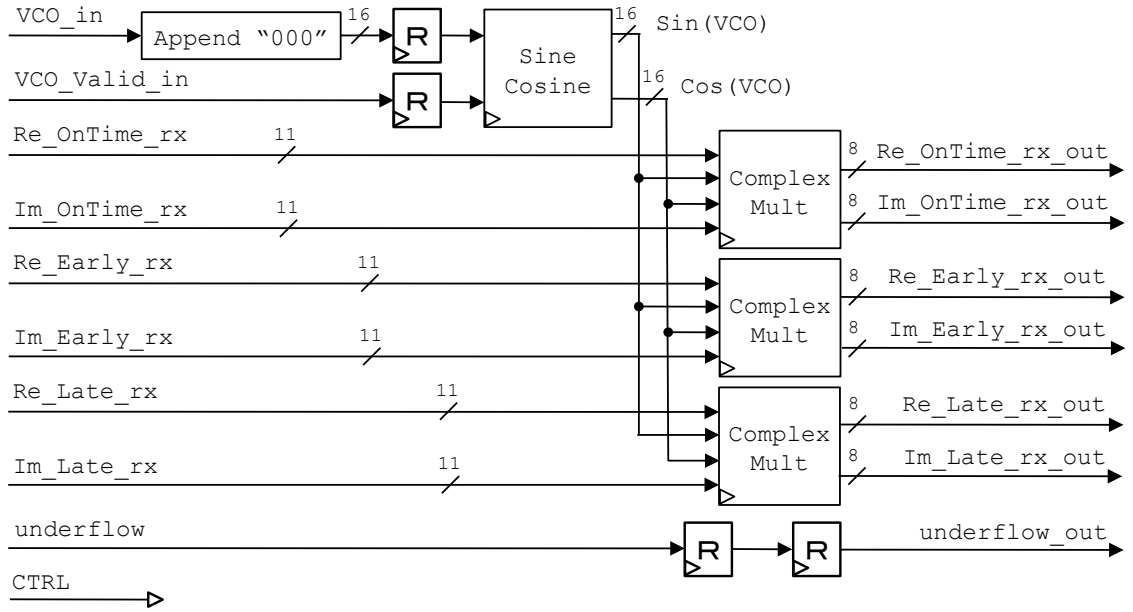 VCO_in
Append “000”
16
R
Sine
Cosine
16
Sin(VCO)
VCO_Valid_in
R
16
Cos(VCO)
Re_OnTime_rx
11
Complex
Mult
8
Re_OnTime_rx_out
Im_OnTime_rx
11
8
Im_OnTime_rx_out
Re_Early_rx
11
Complex
Mult
8
Re_Early_rx_out
Im_Early_rx
11
8
Im_Early_rx_out
Re_Late_rx
11
Complex
Mult
8
Re_Late_rx_out
Im_Late_rx
11
8
Im_Late_rx_out
underflow
R
R
underflow_out
CTRL